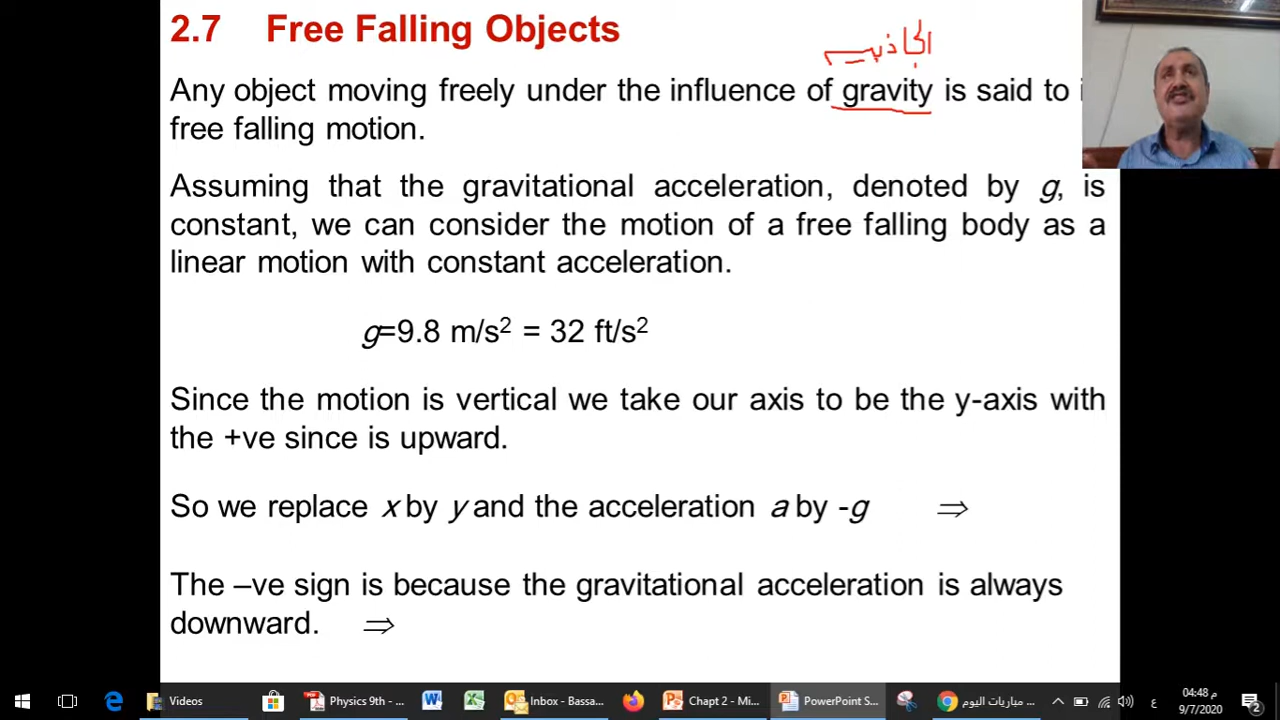 2.7 Free Falling Objects
الجاذبية
Any object moving freely under the influence of gravity is said to i
free falling motion.
Assuming that the gravitational acceleration, denoted by g, is
constant, we can consider the motion of a free falling body as a
linear motion with constant acceleration.
g=9.8 m/s² = 32 ft/s²
Since the motion is vertical we take our axis to be the y-axis with
the +ve since is upward.
So we replace x by y and the acceleration a by -g ⇒
The –ve sign is because the gravitational acceleration is always
downward. ⇒
Videos Physics 9th - ... Inbox - Bassa... Chapt 2 - Mi... PowerPoint S... مباريات اليوم ... ع 04:48 م
9/7/2020 2